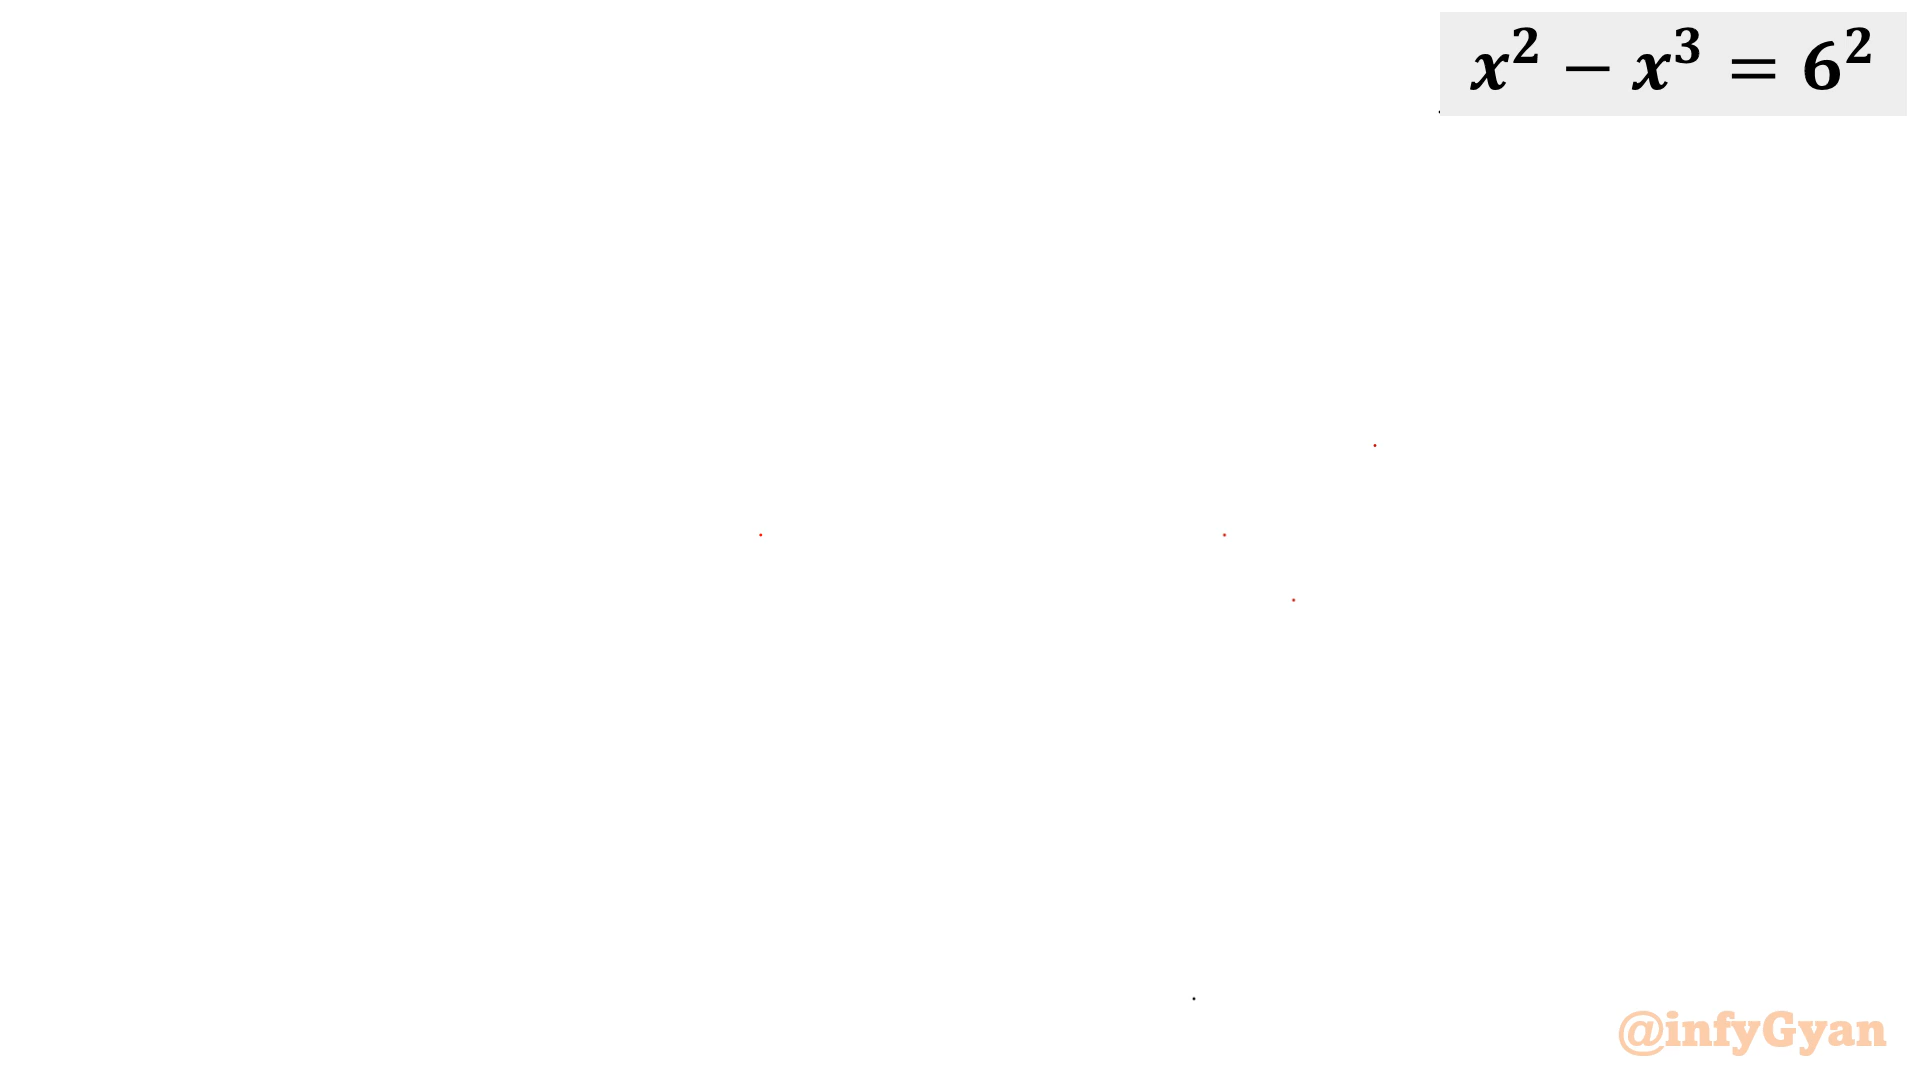 x² − x³ = 6²
@infyGyan